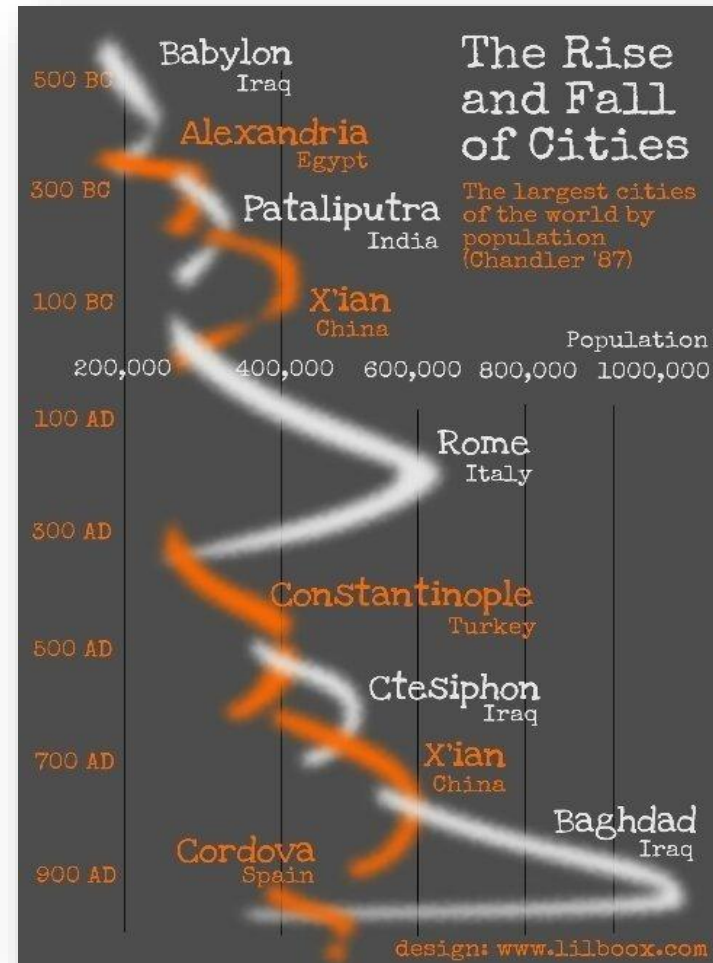 The Rise
and Fall
of Cities
The largest cities
of the world by
population
(Chandler '87)
Babylon
Iraq
500 BC
Alexandria
Egypt
300 BC
Pataliputra
India
X'ian
China
100 BC
Population
200,000 400,000 600,000 800,000 1000,000
100 AD
Rome
Italy
300 AD
Constantinople
Turkey
500 AD
Ctesiphon
Iraq
700 AD
X'ian
China
Baghdad
Iraq
Cordova
Spain
900 AD
design: www.lilboox.com